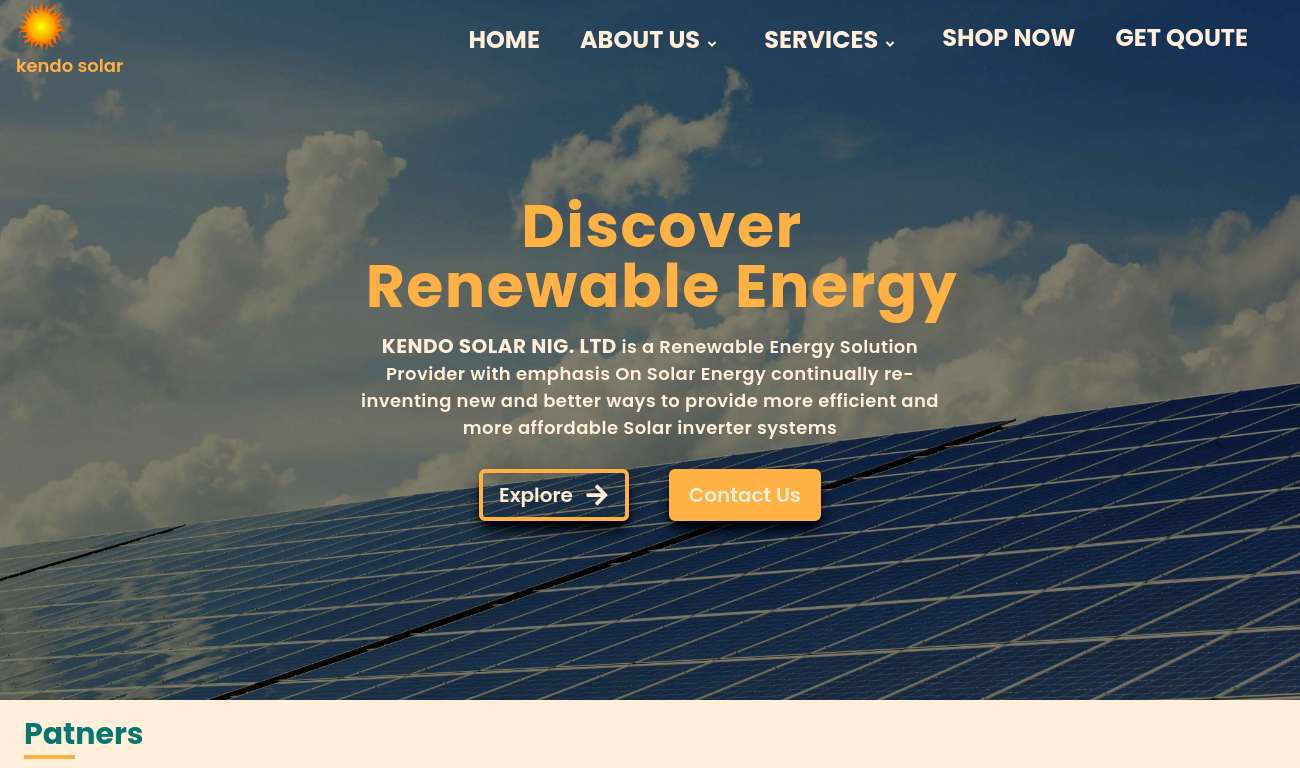 kendo solar
HOME ABOUT US SERVICES SHOP NOW GET QOUTE
Discover
Renewable Energy
KENDO SOLAR NIG. LTD is a Renewable Energy Solution
Provider with emphasis On Solar Energy continually re-
inventing new and better ways to provide more efficient and
more affordable Solar inverter systems
Explore Contact Us
Patners